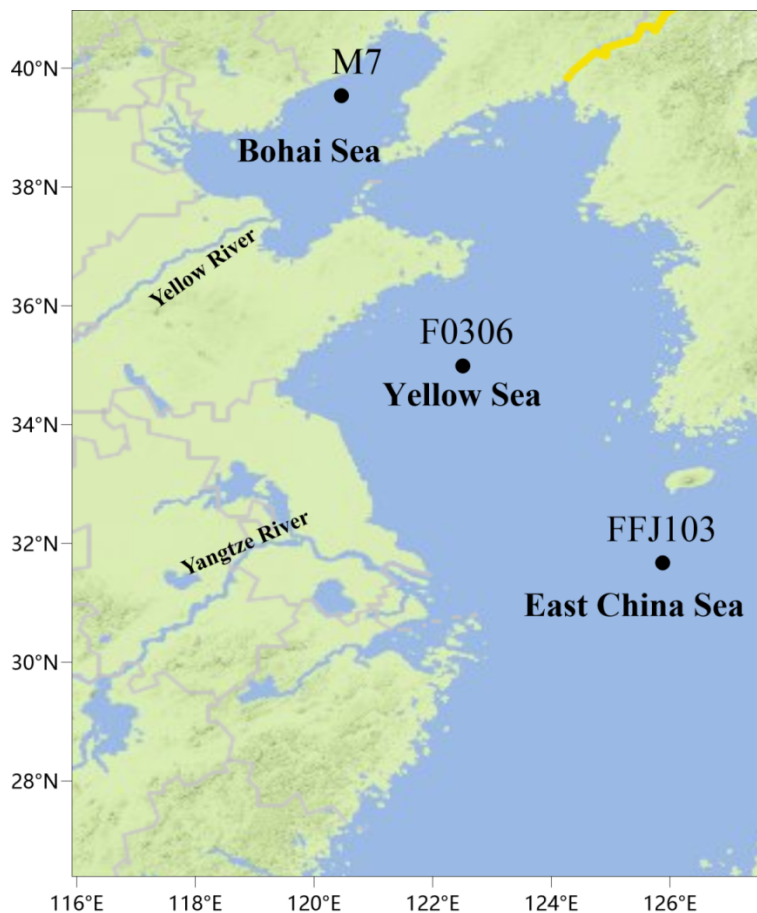 40°N
M7
Bohai Sea
38°N
Yellow River
36°N
F0306
Yellow Sea
34°N
FFJ103
32°N
Yangtze River
East China Sea
30°N
28°N
116°E 118°E 120°E 122°E 124°E 126°E